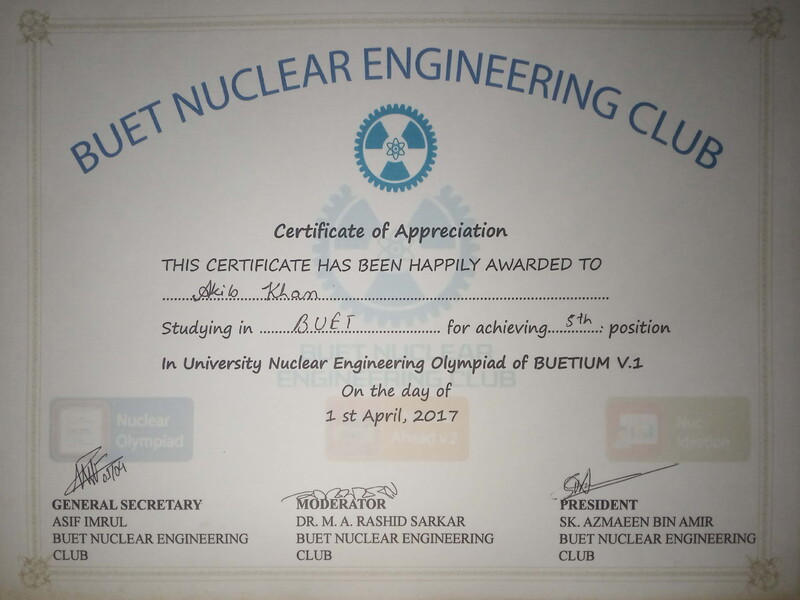 BUET NUCLEAR ENGINEERING CLUB
Certificate of Appreciation
THIS CERTIFICATE HAS BEEN HAPPILY AWARDED TO
Akib Khan
Studying in BUET for achieving 5th position
In University Nuclear Engineering Olympiad of BUETIUM V.1
BUET NUCLEAR
ENGINEERING CLUB
On the day of
1 st April, 2017
Nuclear
Olympiad
Ahead v2
Nuc
Ideation
GENERAL SECRETARY
ASIF IMRUL
BUET NUCLEAR ENGINEERING
CLUB
MODERATOR
DR. M. A. RASHID SARKAR
BUET NUCLEAR ENGINEERING
CLUB
PRESIDENT
SK. AZMAEEN BIN AMIR
BUET NUCLEAR ENGINEERING
CLUB